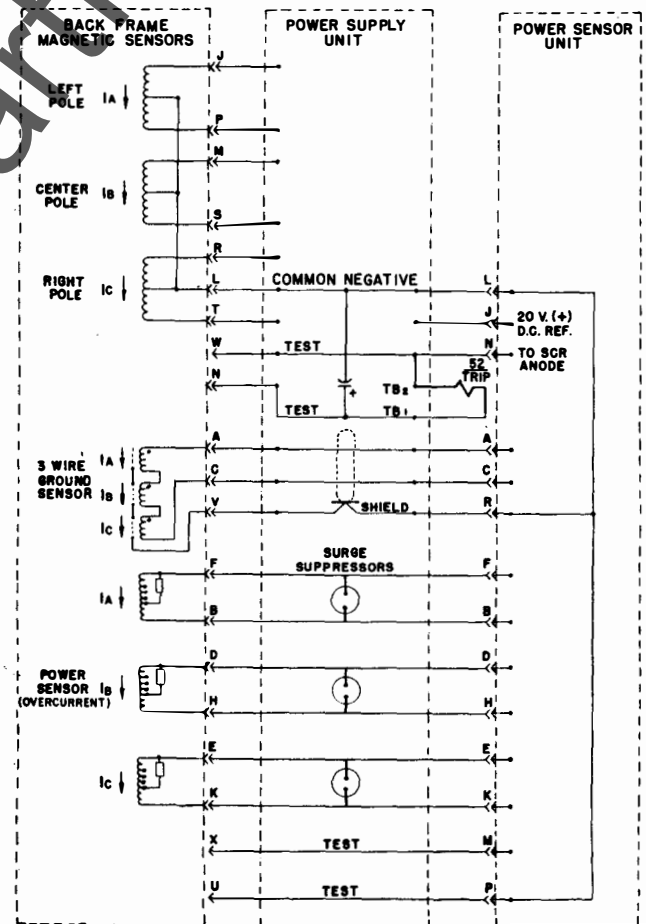 BACK FRAME
MAGNETIC SENSORS
POWER SUPPLY
UNIT
POWER SENSOR
UNIT
J
LEFT
POLE
IA
P
M
CENTER
POLE
IB
S
R
RIGHT
POLE
IC
L
COMMON NEGATIVE
L
T
J
20 V. (+)
D.C. REF.
W
TEST
N
TO SCR
ANODE
52
TRIP
N
TB2
+
TEST
TB1
A
A
3 WIRE
GROUND
SENSOR
IA
IB
IC
C
C
V
SHIELD
R
F
SURGE
SUPPRESSORS
F
IA
B
B
D
D
POWER
SENSOR
(OVERCURRENT)
IB
H
H
E
E
IC
K
K
X
TEST
M
U
TEST
P